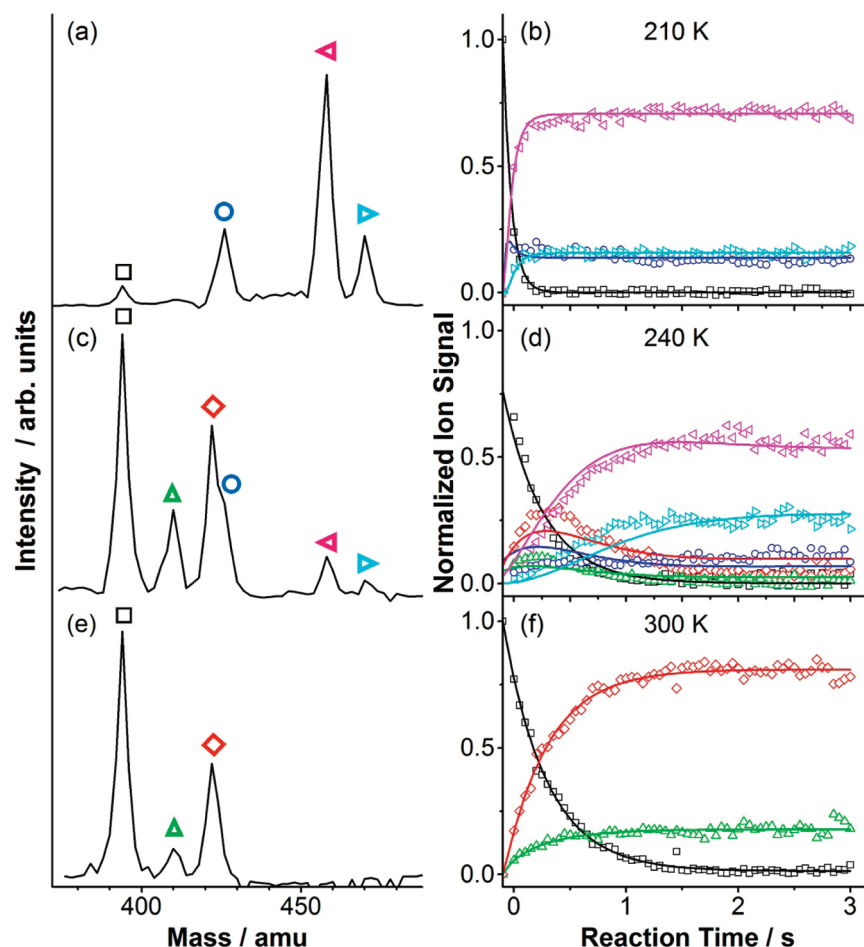 (a)
(b) 210 K
1.0
0.5
0.0
(c)
(d) 240 K
1.0
0.5
0.0
(e)
(f) 300 K
1.0
0.5
0.0
Intensity / arb. units
Normalized Ion Signal
400 450
0 1 2 3
Mass / amu
Reaction Time / s